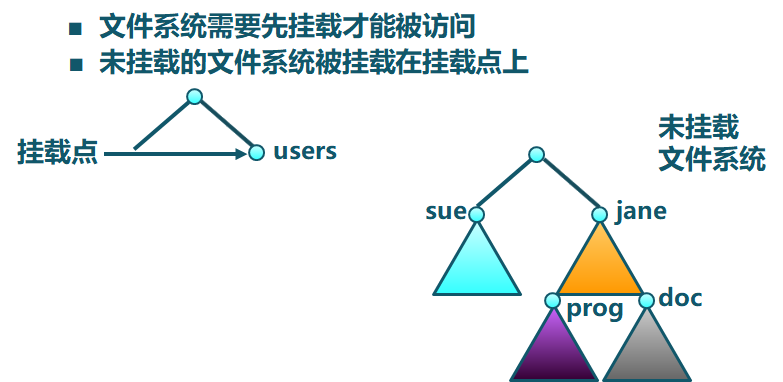 ■ 文件系统需要先挂载才能被访问
■ 未挂载的文件系统被挂载在挂载点上
挂载点
users
未挂载
文件系统
sue
jane
prog
doc